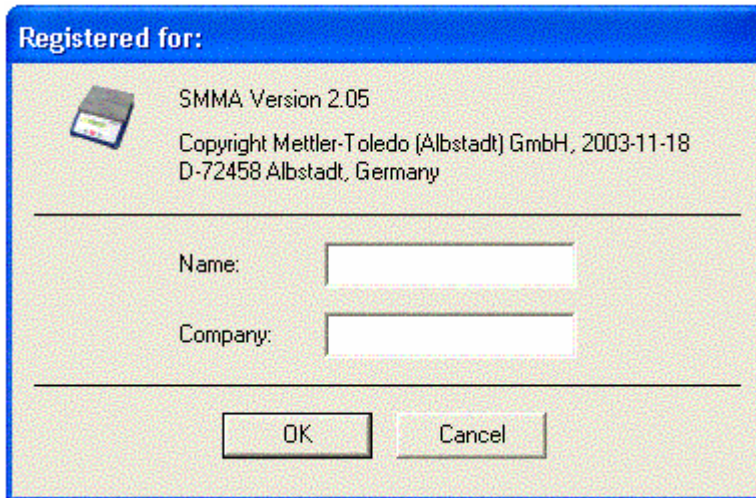 Registered for:
SMMA Version 2.05
Copyright Mettler-Toledo (Albstadt) GmbH, 2003-11-18
D-72458 Albstadt, Germany
Name:
Company:
OK Cancel